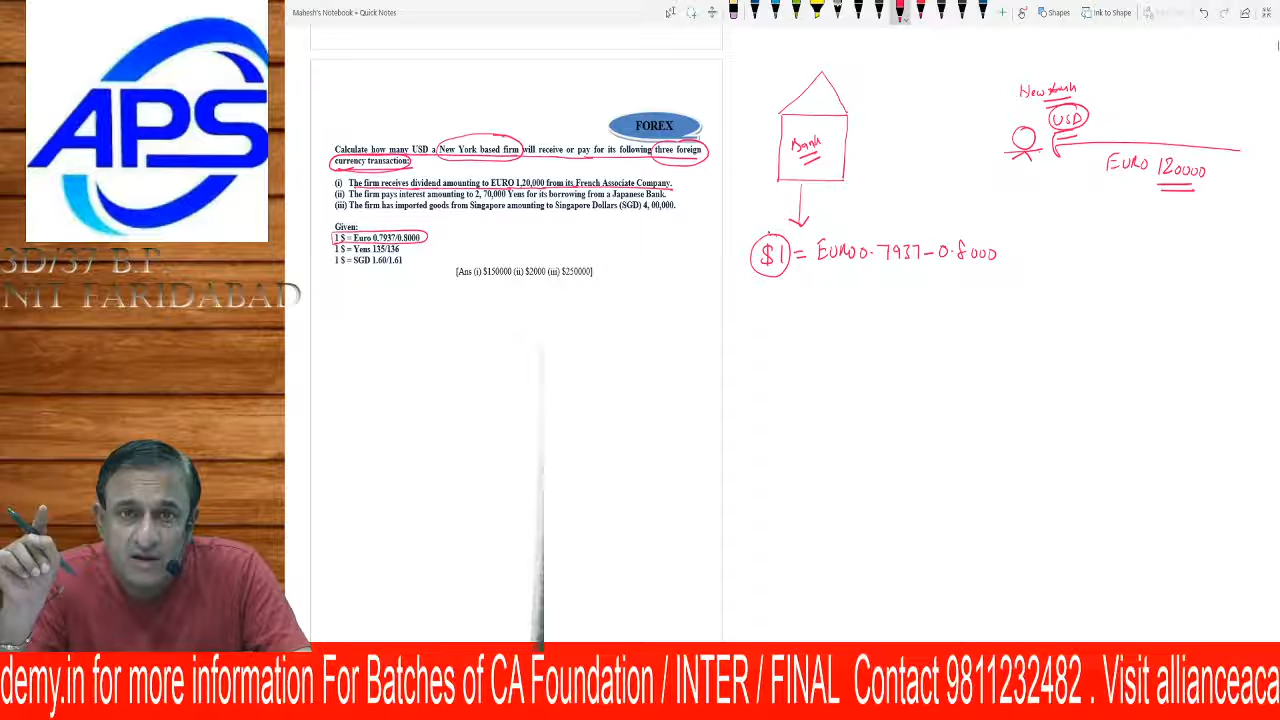 Mahesh's Notebook • Quick Notes
Shapes
Ink to Shape
APS
3D/37 B.P.
NIT FARIDABAD
FOREX
Calculate how many USD a New York based firm will receive or pay for its following three foreign
currency transaction:
(i) The firm receives dividend amounting to EURO 1,20,000 from its French Associate Company.
(ii) The firm pays interest amounting to 2, 70,000 Yens for its borrowing from a Japanese Bank.
(iii) The firm has imported goods from Singapore amounting to Singapore Dollars (SGD) 4, 00,000.
Given:
1 $ = Euro 0.7937/0.8000
1 $ = Yens 135/136
1 $ = SGD 1.60/1.61
[Ans (i) $150000 (ii) $2000 (iii) $250000]
Bank
$1 = EURO 0.7937 – 0.8000
New
USD
EURO 120000
demy.in for more information For Batches of CA Foundation / INTER / FINAL Contact 9811232482 . Visit allianceaca